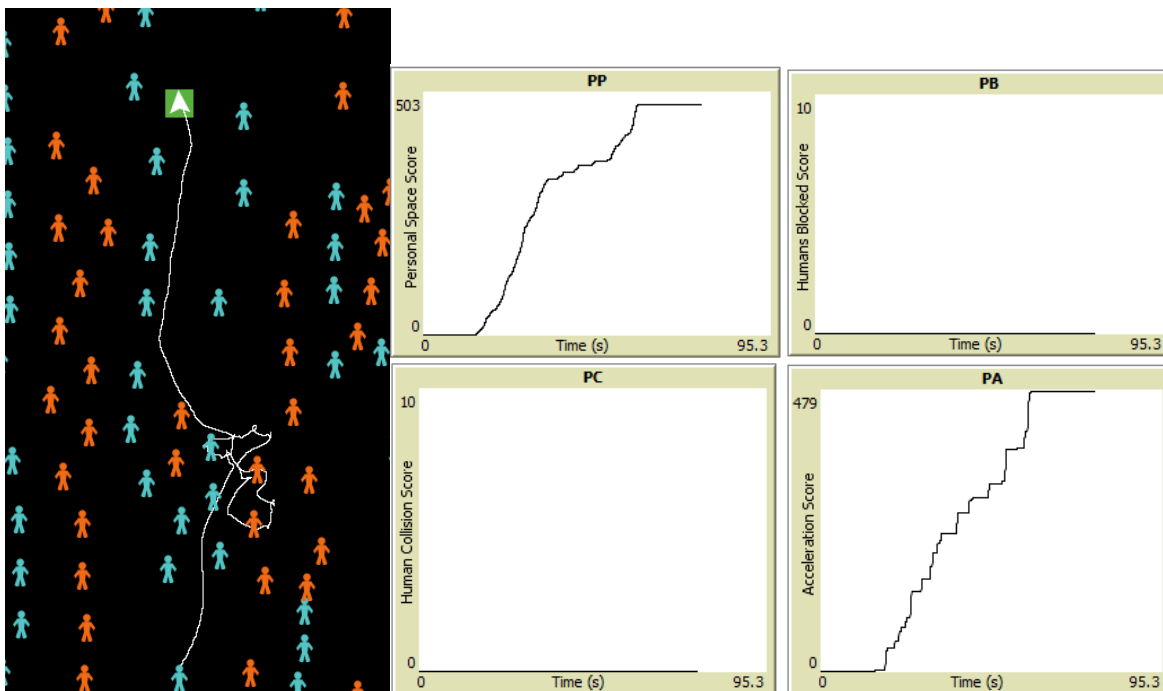 PP
503
Personal Space Score
0
0
Time (s)
95.3
PB
10
Humans Blocked Score
0
0
Time (s)
95.3
PC
10
Human Collision Score
0
0
Time (s)
95.3
PA
479
Acceleration Score
0
0
Time (s)
95.3